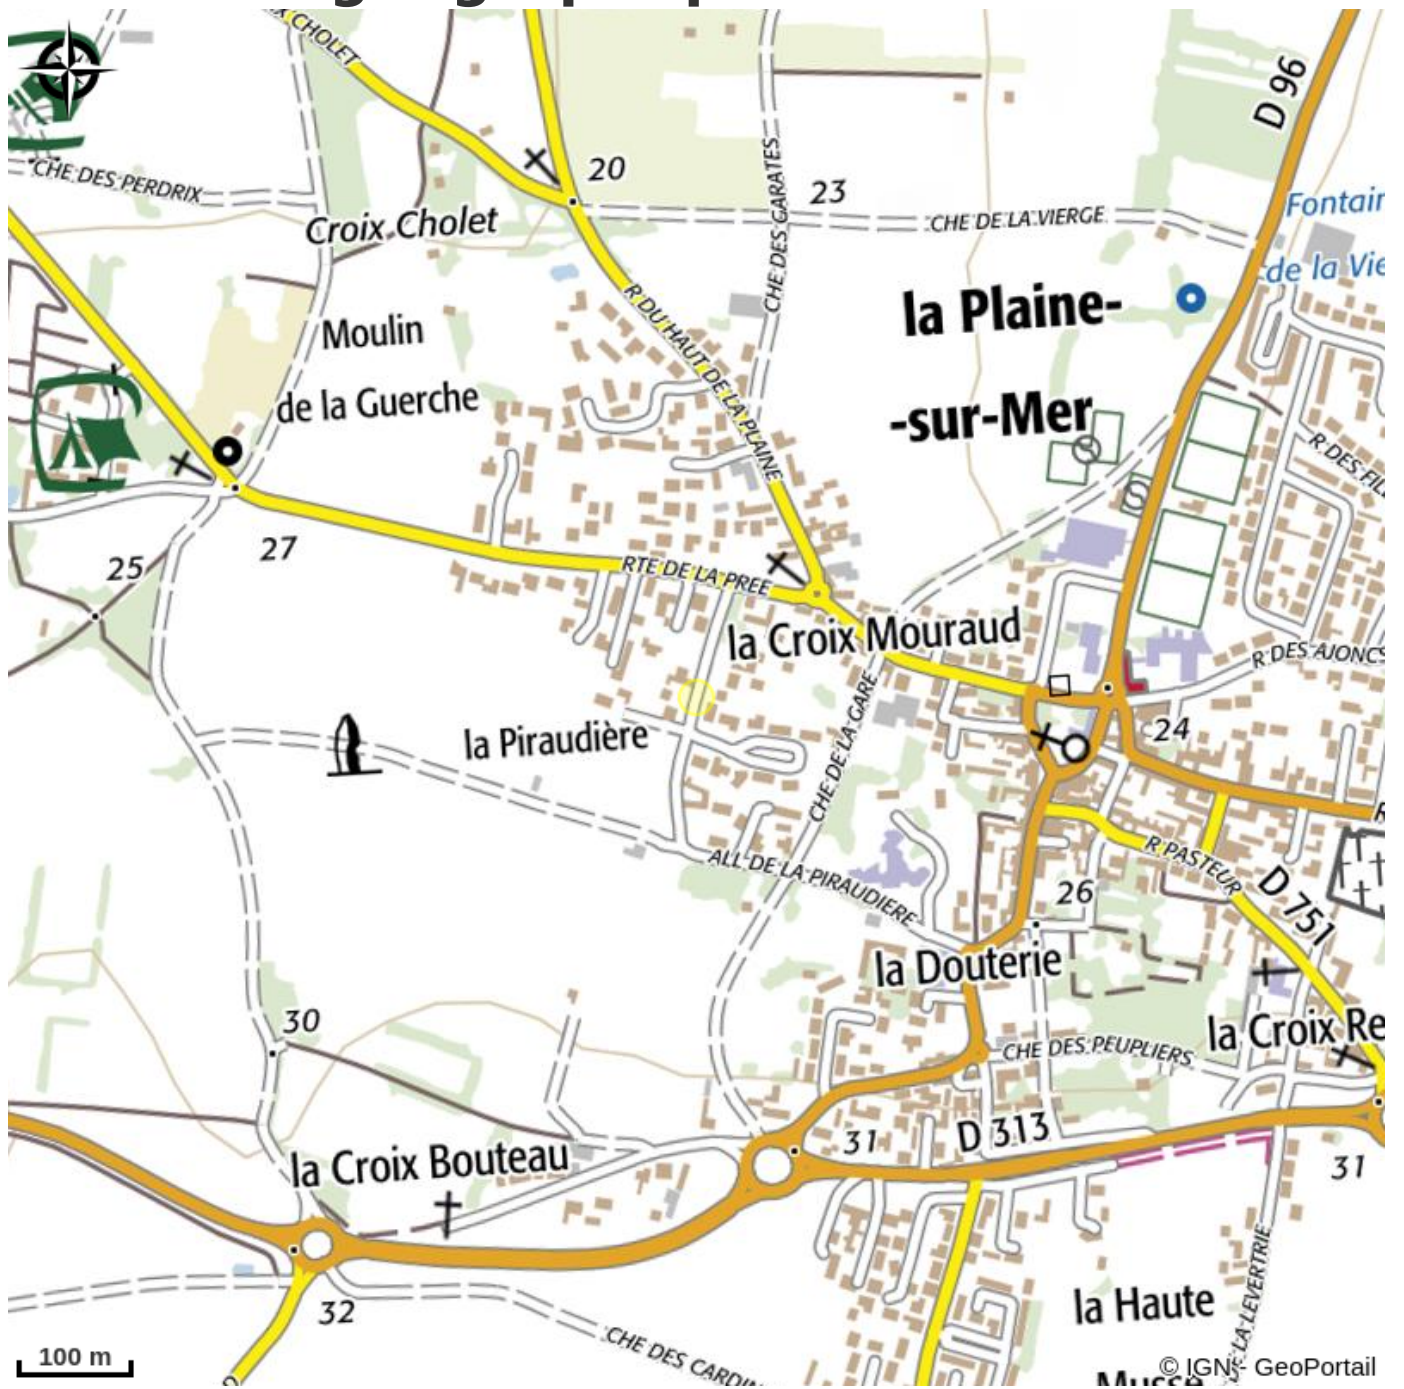 X CHOLET
D 96
CHE DES PERDRIX
20
CHE DES GARATES
23
CHE DE LA VIERGE
Croix Cholet
Fontain
de la Vie
R DU HAUT DE LA PLAINE
la Plaine-
-sur-Mer
Moulin
de la Guerche
R DES FIL
27
25
RTE DE LA PREE
la Croix Mouraud
R DES AJONCS
CHE DE LA GARE
24
la Piraudière
ALL DE LA PIRAUDIERE
R PASTEUR
D 751
R
26
la Douterie
30
la Croix Re
CHE DES PEUPLIERS
D 313
31
31
la Croix Bouteau
32
la Haute
Musse
DE LA LEVERTRIE
CHE DES CARDIN
100 m
© IGN - GeoPortail